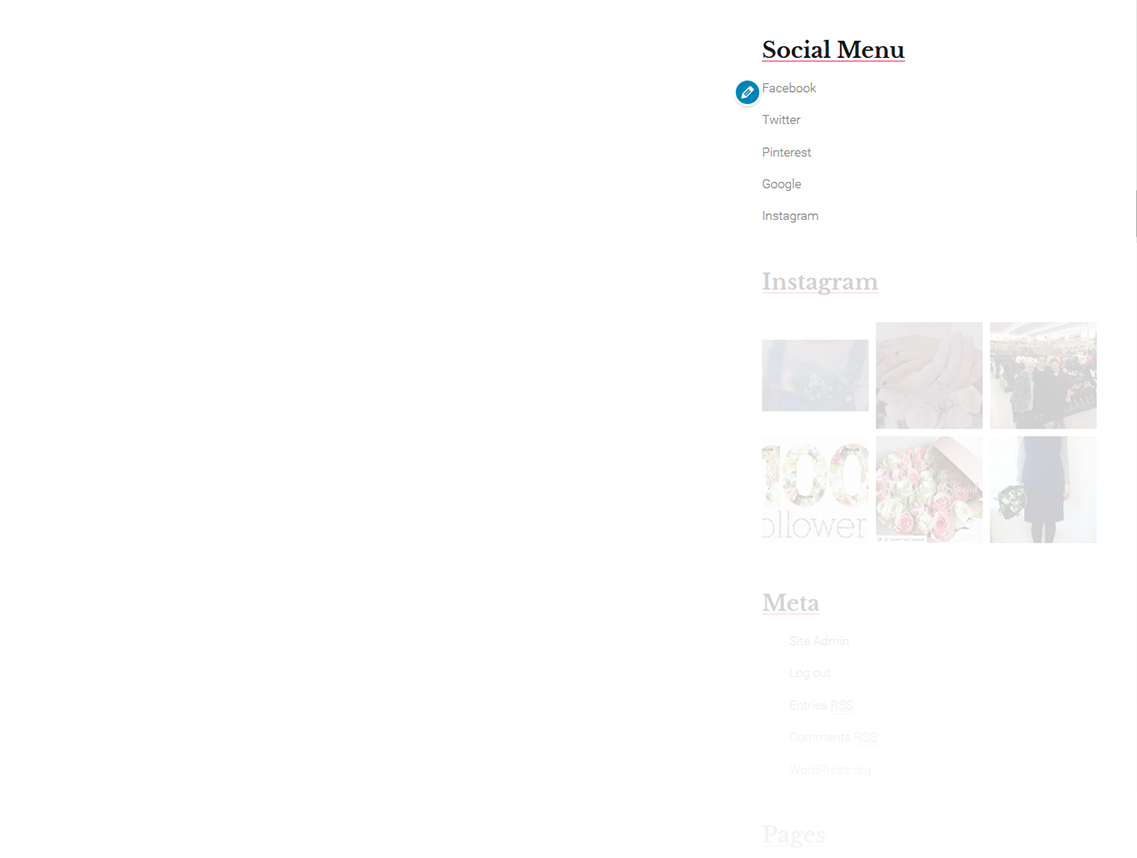 Social Menu
Facebook
Twitter
Pinterest
Google
Instagram
Instagram
100
ollower
Meta
Site Admin
Log out
Entries RSS
Comments RSS
WordPress.org
Pages